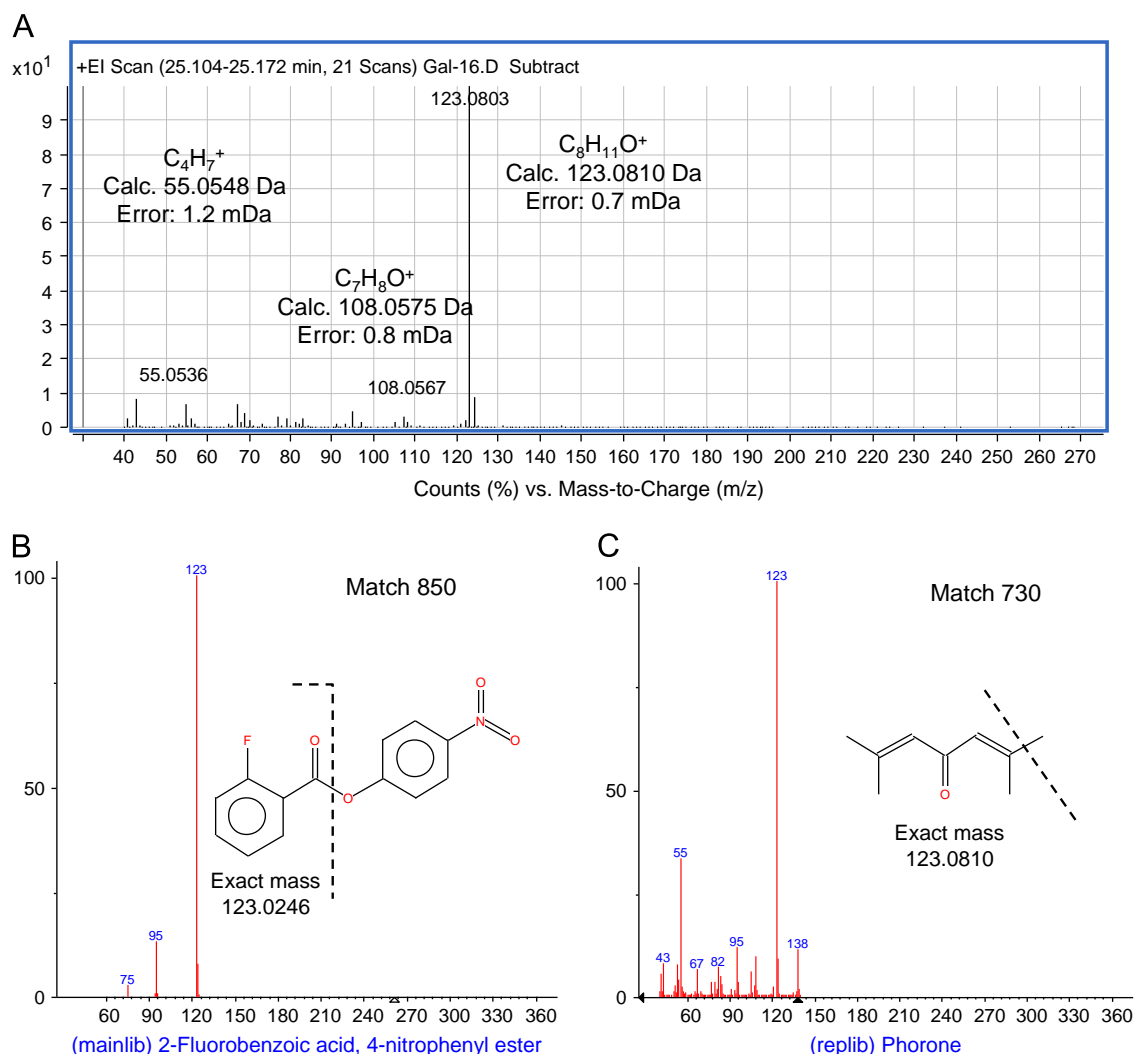 A
x10¹
+EI Scan (25.104-25.172 min, 21 Scans) Gal-16.D Subtract
123.0803
9
8
7
6
5
4
3
2
1
0
C₄H₇⁺
Calc. 55.0548 Da
Error: 1.2 mDa
C₈H₁₁O⁺
Calc. 123.0810 Da
Error: 0.7 mDa
C₇H₈O⁺
Calc. 108.0575 Da
Error: 0.8 mDa
55.0536
108.0567
40 50 60 70 80 90 100 110 120 130 140 150 160 170 180 190 200 210 220 230 240 250 260 270
Counts (%) vs. Mass-to-Charge (m/z)
B
100
50
0
123
95
75
Match 850
F
O
O
N
O
O
Exact mass
123.0246
60 90 120 150 180 210 240 270 300 330 360
(mainlib) 2-Fluorobenzoic acid, 4-nitrophenyl ester
C
100
50
0
123
55
43
67
82
95
138
Match 730
O
Exact mass
123.0810
60 90 120 150 180 210 240 270 300 330 360
(replib) Phorone